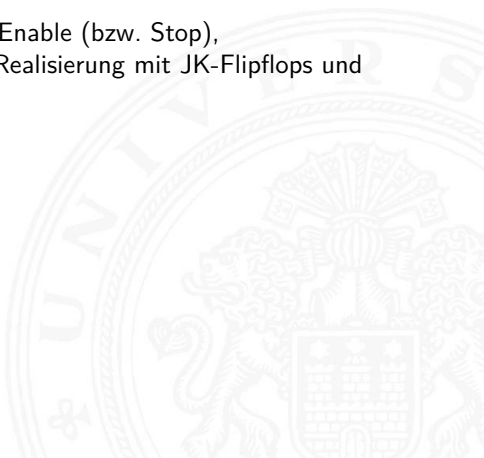 Enable (bzw. Stop),
Realisierung mit JK-Flipflops und
U N I V E R S